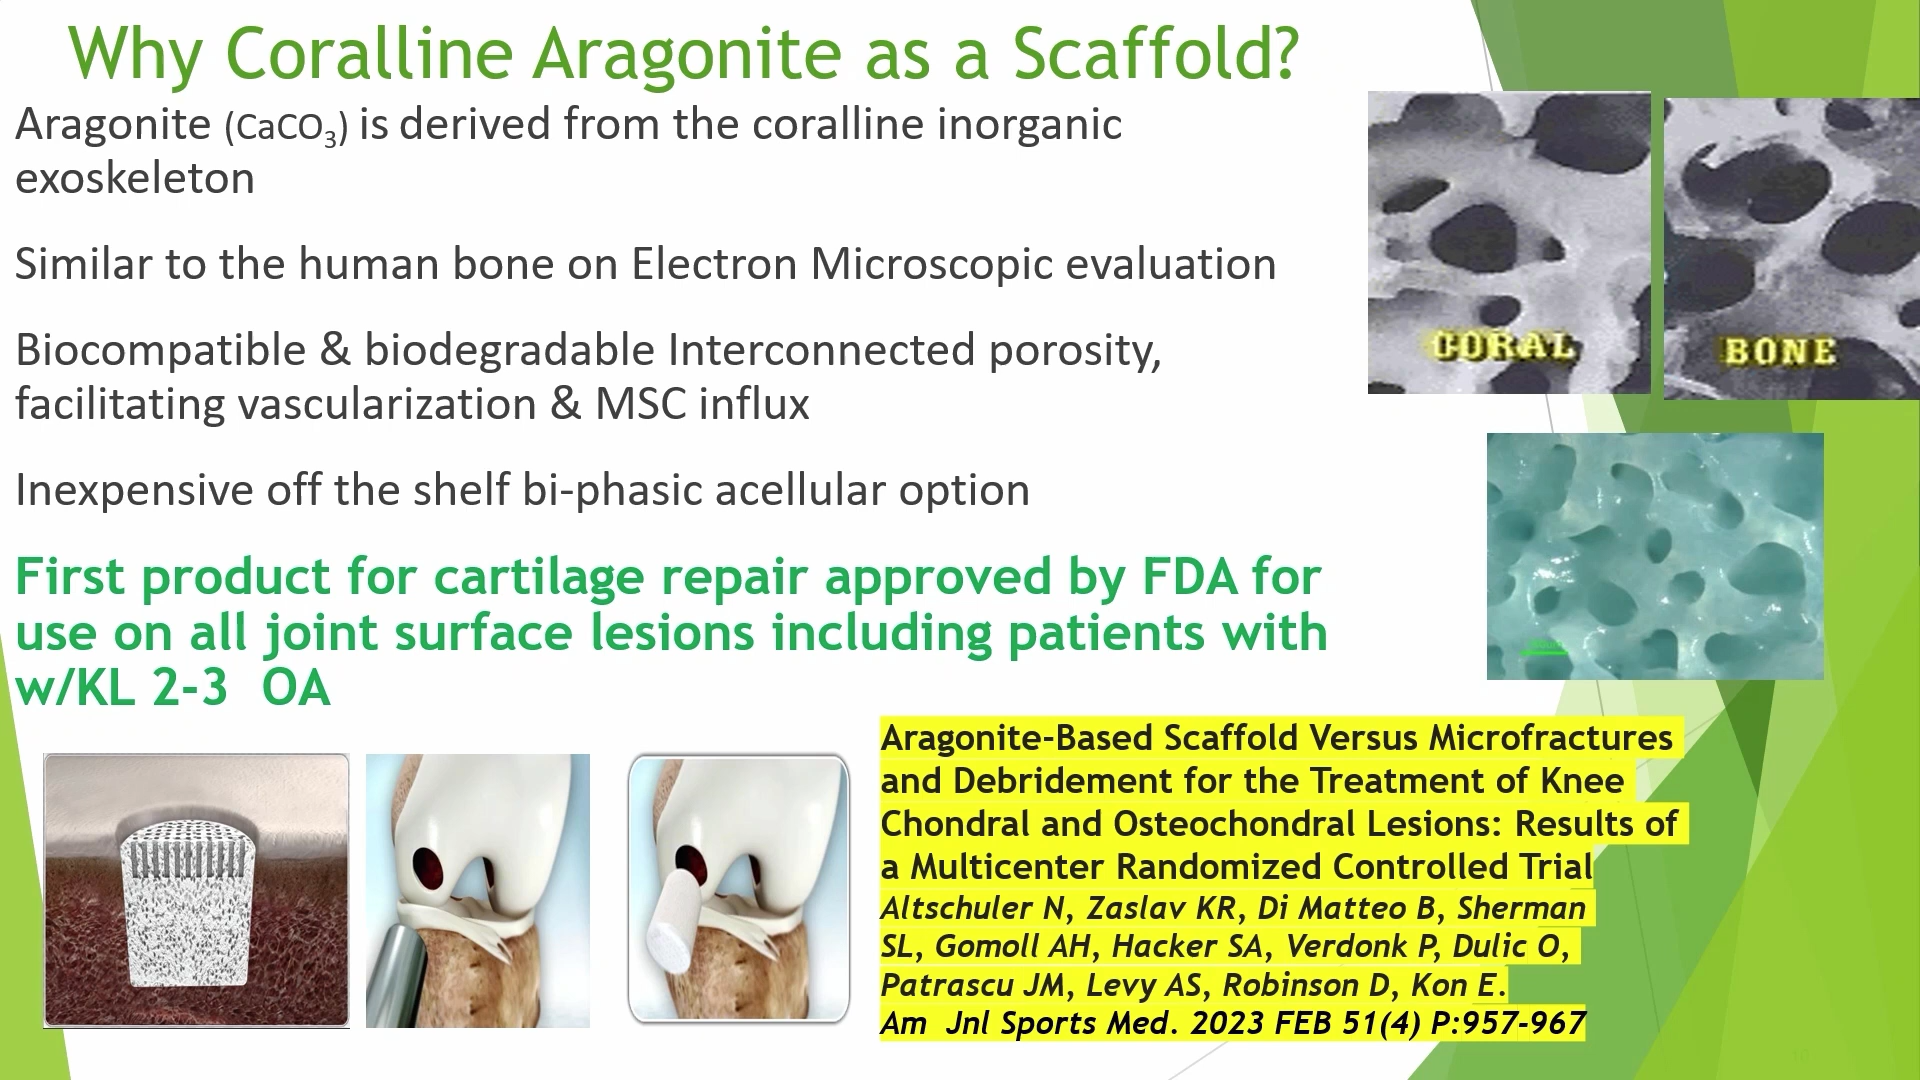 Why Coralline Aragonite as a Scaffold?
Aragonite (CaCO₃) is derived from the coralline inorganic
exoskeleton
Similar to the human bone on Electron Microscopic evaluation
Biocompatible & biodegradable Interconnected porosity,
facilitating vascularization & MSC influx
Inexpensive off the shelf bi-phasic acellular option
First product for cartilage repair approved by FDA for
use on all joint surface lesions including patients with
w/KL 2-3 OA
CORAL
BONE
Aragonite-Based Scaffold Versus Microfractures
and Debridement for the Treatment of Knee
Chondral and Osteochondral Lesions: Results of
a Multicenter Randomized Controlled Trial
Altschuler N, Zaslav KR, Di Matteo B, Sherman
SL, Gomoll AH, Hacker SA, Verdonk P, Dulic O,
Patrascu JM, Levy AS, Robinson D, Kon E.
Am Jnl Sports Med. 2023 FEB 51(4) P:957-967